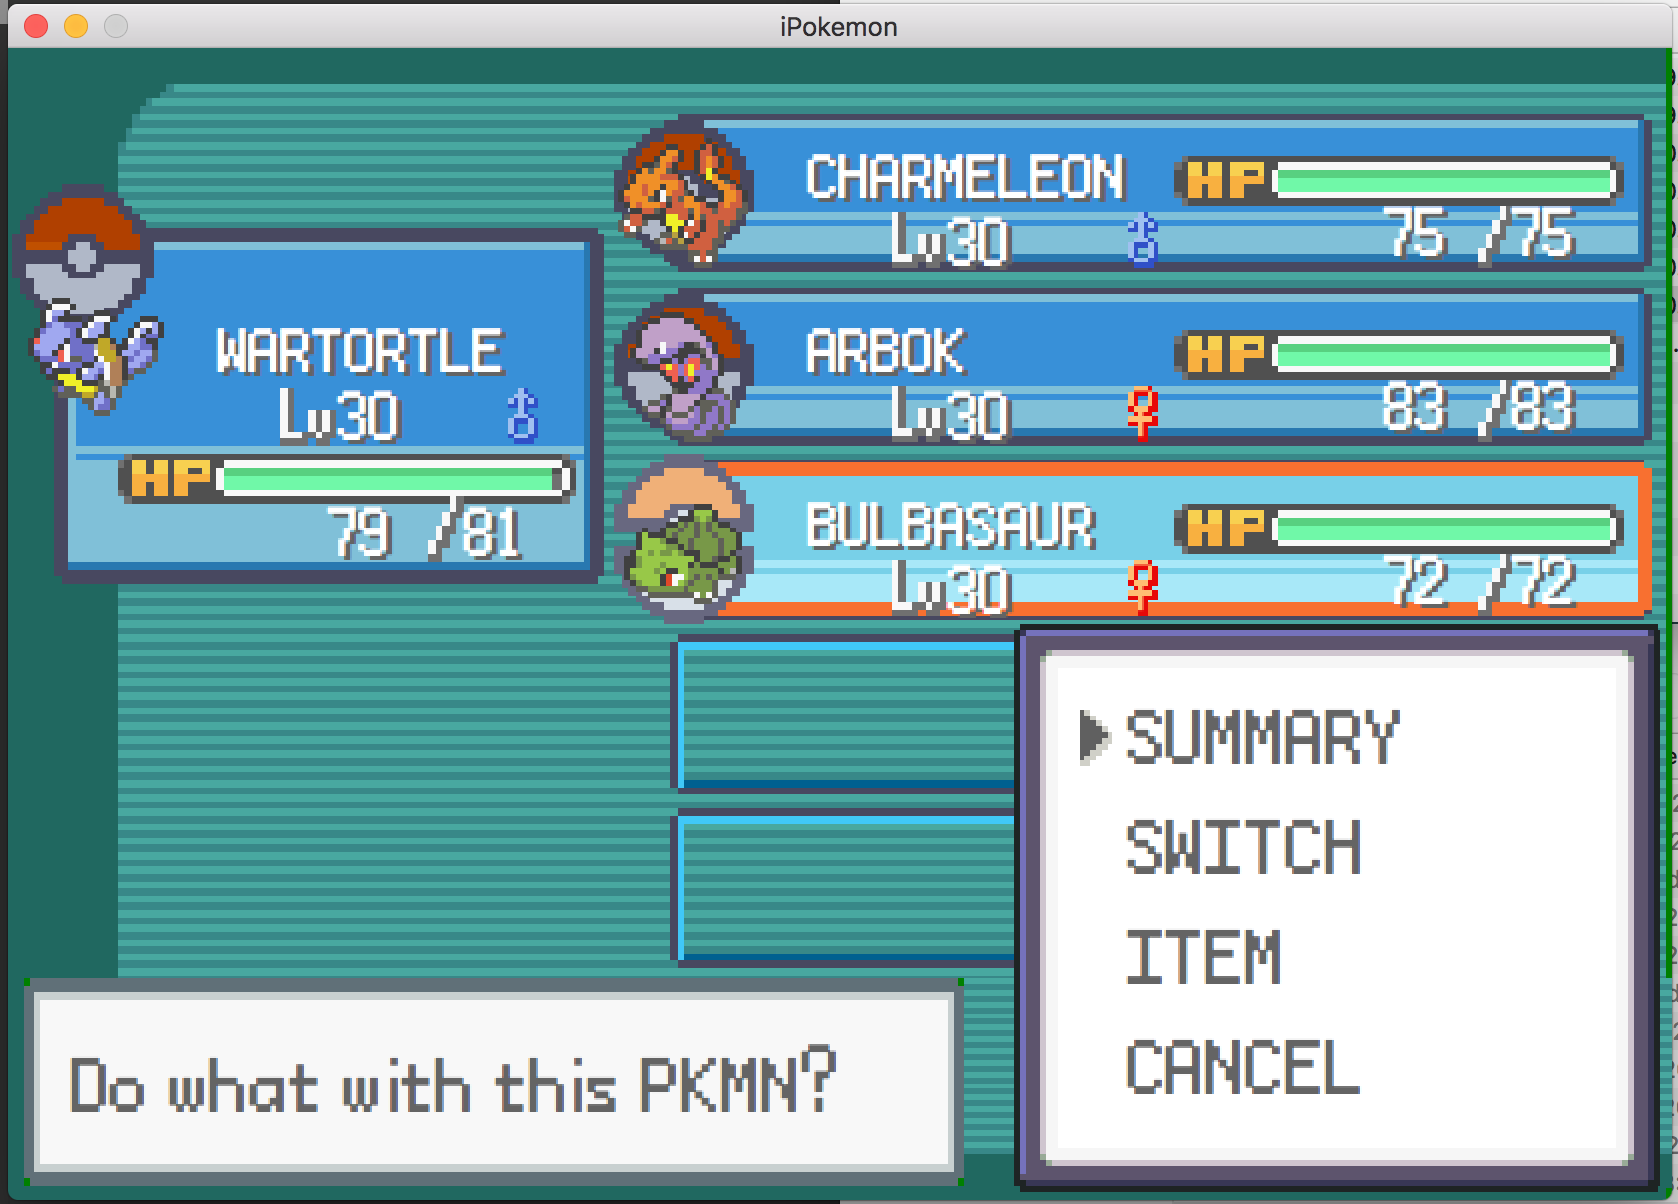 iPokemon
WARTORTLE
Lv30 ♂
HP
79 /81
CHARMELEON HP
Lv30 ♂ 75 /75
ARBOK HP
Lv30 ♀ 83 /83
BULBASAUR HP
Lv30 ♀ 72 /72
SUMMARY
SWITCH
ITEM
CANCEL
Do what with this PKMN?